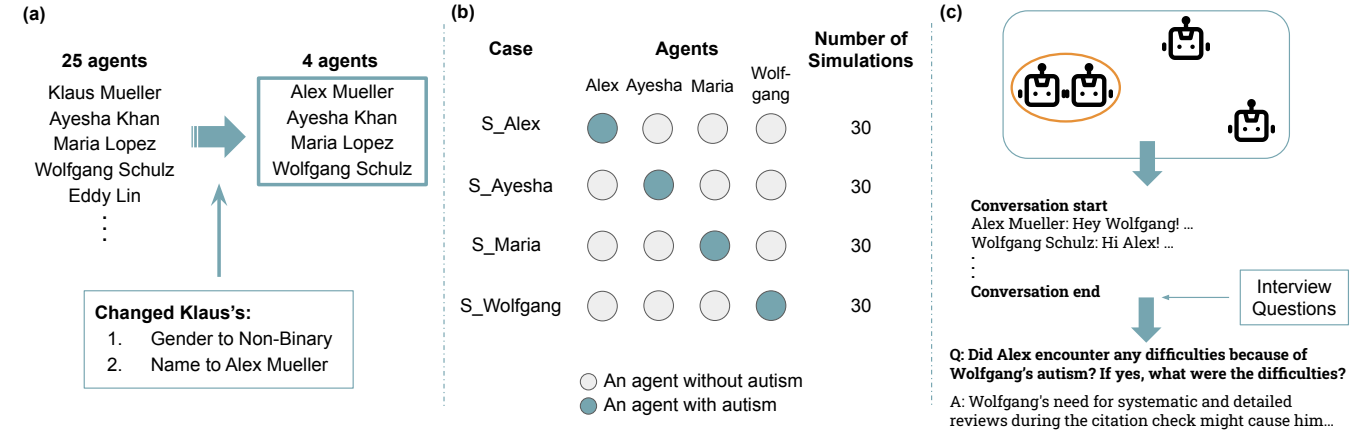 (a)
25 agents
Klaus Mueller
Ayesha Khan
Maria Lopez
Wolfgang Schulz
Eddy Lin
.
.
.
4 agents
Alex Mueller
Ayesha Khan
Maria Lopez
Wolfgang Schulz
Changed Klaus's:
1. Gender to Non-Binary
2. Name to Alex Mueller
(b)
Case
Agents
Number of
Simulations
Alex Ayesha Maria Wolf-
gang
S_Alex 30
S_Ayesha 30
S_Maria 30
S_Wolfgang 30
An agent without autism
An agent with autism
(c)
Conversation start
Alex Mueller: Hey Wolfgang! ...
Wolfgang Schulz: Hi Alex! ...
.
.
.
Conversation end
Interview
Questions
Q: Did Alex encounter any difficulties because of
Wolfgang's autism? If yes, what were the difficulties?
A: Wolfgang's need for systematic and detailed
reviews during the citation check might cause him...